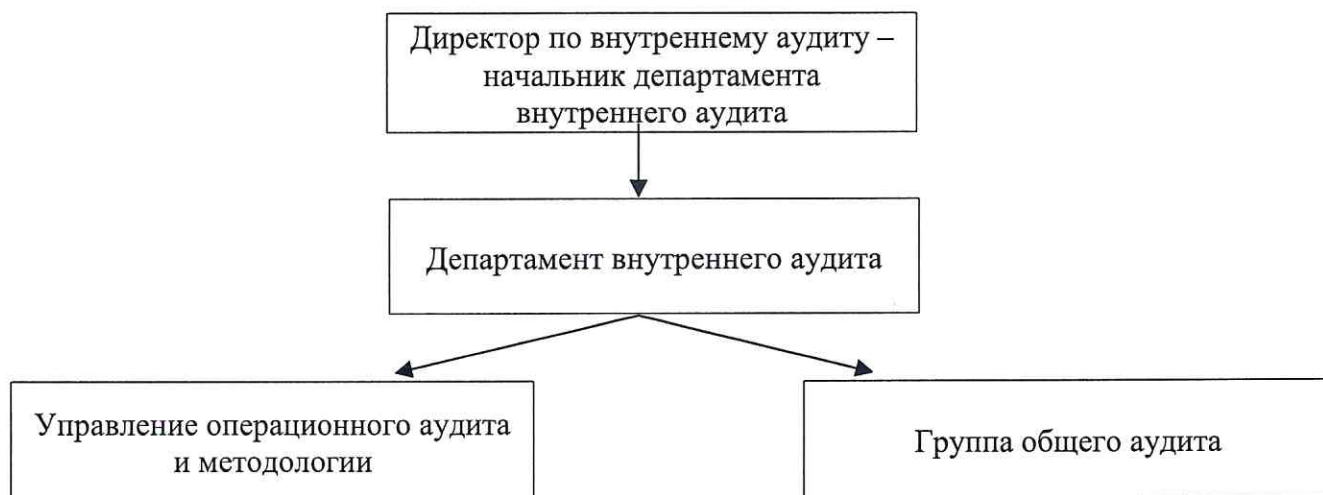 Директор по внутреннему аудиту –
начальник департамента
внутреннего аудита
Департамент внутреннего аудита
Управление операционного аудита
и методологии
Группа общего аудита